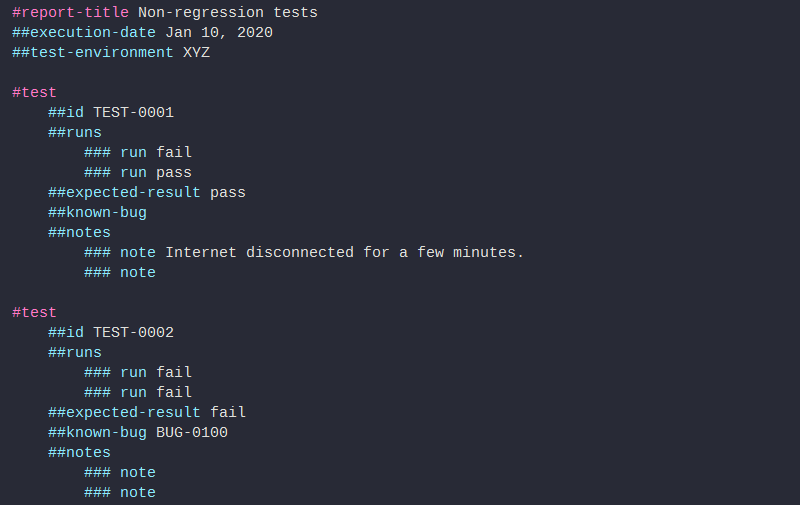 #report-title Non-regression tests
##execution-date Jan 10, 2020
##test-environment XYZ
#test
##id TEST-0001
##runs
### run fail
### run pass
##expected-result pass
##known-bug
##notes
### note Internet disconnected for a few minutes.
### note
#test
##id TEST-0002
##runs
### run fail
### run fail
##expected-result fail
##known-bug BUG-0100
##notes
### note
### note